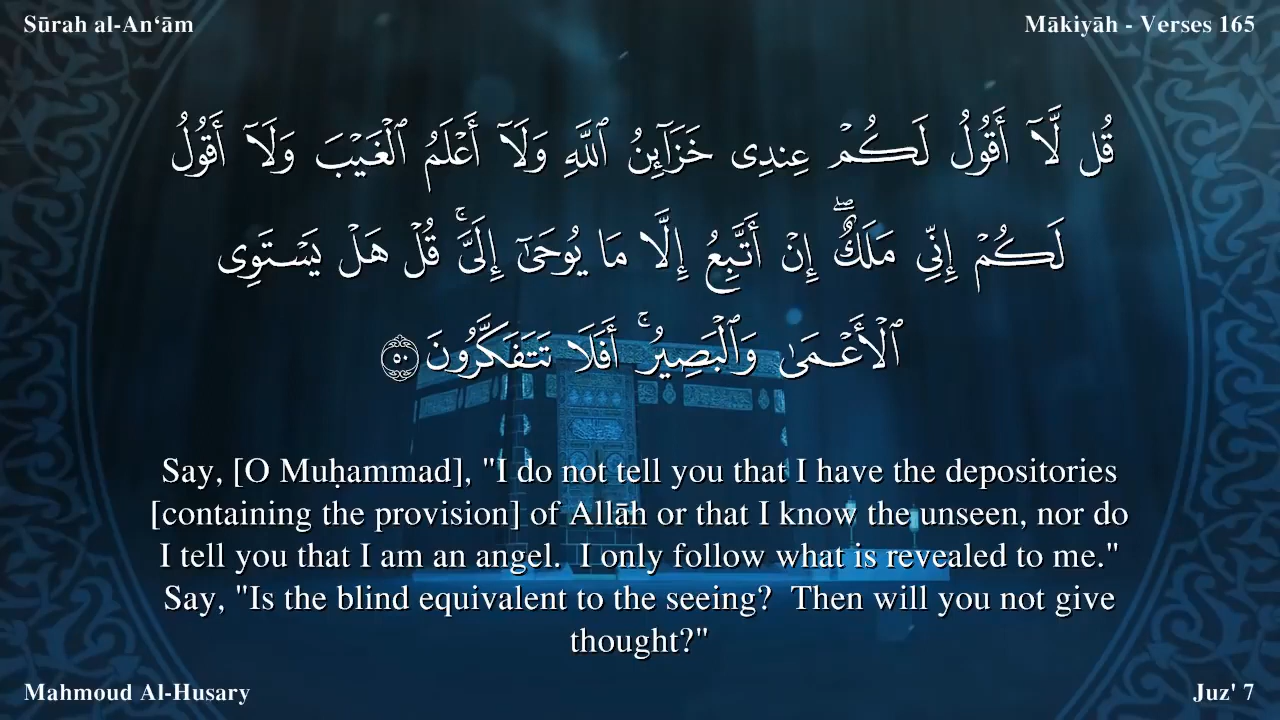 Sūrah al-An‘ām
Mākiyāh - Verses 165
قُل لَّآ أَقُولُ لَكُمْ عِندِى خَزَآئِنُ ٱللَّهِ وَلَآ أَعْلَمُ ٱلْغَيْبَ وَلَآ أَقُولُ
لَكُمْ إِنِّى مَلَكٌ ۖ إِنْ أَتَّبِعُ إِلَّا مَا يُوحَىٰٓ إِلَىَّ ۚ قُلْ هَلْ يَسْتَوِى
ٱلْأَعْمَىٰ وَٱلْبَصِيرُ ۚ أَفَلَا تَتَفَكَّرُونَ ٥٠
Say, [O Muḥammad], "I do not tell you that I have the depositories
[containing the provision] of Allāh or that I know the unseen, nor do
I tell you that I am an angel.  I only follow what is revealed to me."
Say, "Is the blind equivalent to the seeing?  Then will you not give
thought?"
Mahmoud Al-Husary
Juz' 7